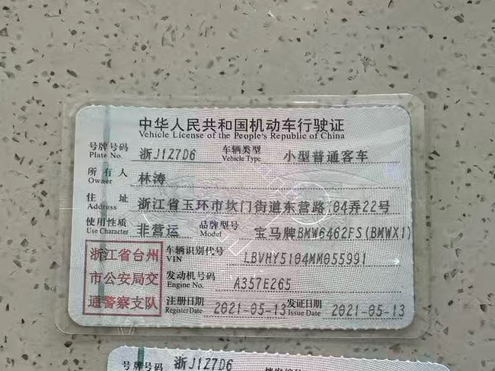 中华人民共和国机动车行驶证
Vehicle License of the People's Republic of China
号牌号码 Plate No. 浙J1Z7D6 车辆类型 Vehicle Type 小型普通客车
所有人 Owner 林涛
住址 Address 浙江省玉环市坎门街道东营路104弄22号
使用性质 Use Character 非营运 品牌型号 Model 宝马牌BMW6462FS(BMWX1)
浙江省台州市公安局交通警察支队
车辆识别代号 VIN LBVHY5104MM055991
发动机号码 Engine No. A357E265
注册日期 Register Date 2021-05-13 发证日期 Issue Date 2021-05-13
号牌号码 浙J1Z7D6